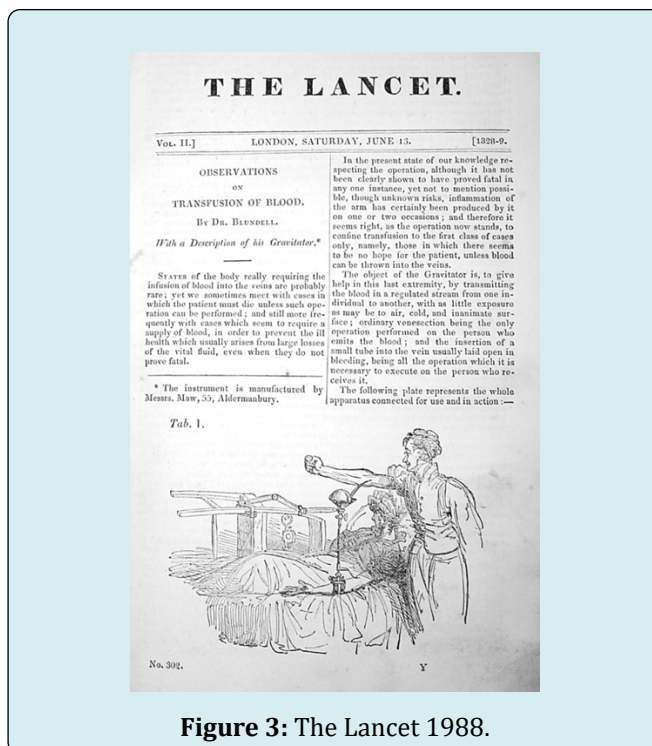 THE LANCET.
VOL. II.] LONDON, SATURDAY, JUNE 13. [1828-9.
OBSERVATIONS
ON
TRANSFUSION OF BLOOD.
BY DR. BLUNDELL.
With a Description of his Gravitator.*
STATES of the body really requiring the
infusion of blood into the veins are probably
rare; yet we sometimes meet with cases in
which the patient must die unless such ope-
ration can be performed; and still more fre-
quently with cases which seem to require a
supply of blood, in order to prevent the ill
health which usually arises from large losses
of the vital fluid, even when they do not
prove fatal.
* The instrument is manufactured by
Messrs. Maw, 55, Aldermanbury.
In the present state of our knowledge re-
specting the operation, although it has not
been clearly shown to have proved fatal in
any one instance, yet not to mention possi-
ble, though unknown risks, inflammation of
the arm has certainly been produced by it
on one or two occasions; and therefore it
seems right, as the operation now stands, to
confine transfusion to the first class of cases
only, namely, those in which there seems
to be no hope for the patient, unless blood
can be thrown into the veins.
The object of the Gravitator is, to give
help in this last extremity, by transmitting
the blood in a regulated stream from one in-
dividual to another, with as little exposure
as may be to air, cold, and inanimate sur-
face; ordinary venesection being the only
operation performed on the person who
emits the blood; and the insertion of a
small tube into the vein usually laid open in
bleeding, being all the operation which it is
necessary to execute on the person who re-
ceives it.
The following plate represents the whole
apparatus connected for use and in action:—
Tab. 1.
No. 302.
Y
Figure 3: The Lancet 1988.